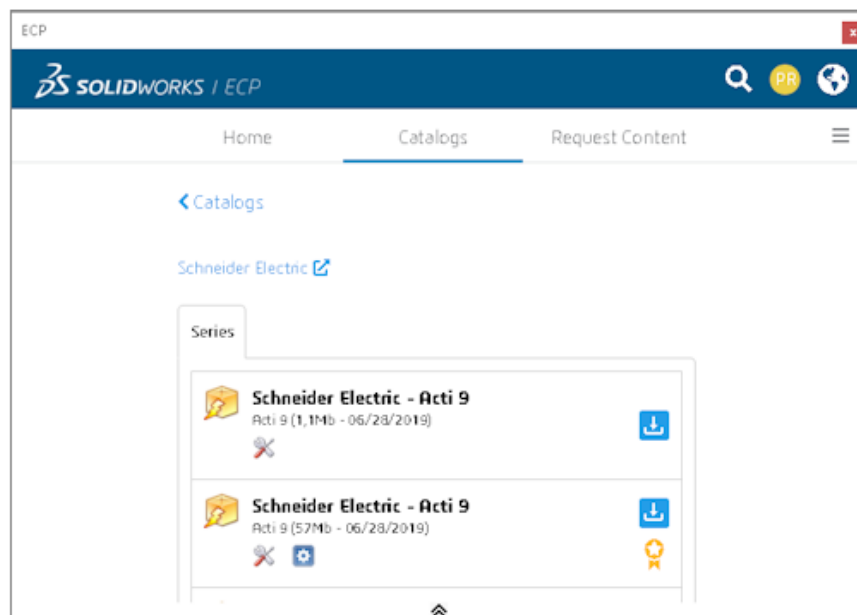 ECP
SOLIDWORKS / ECP
PR
Home Catalogs Request Content
Catalogs
Schneider Electric
Series
Schneider Electric - Acti 9
Acti 9 (1,1Mb - 06/28/2019)
Schneider Electric - Acti 9
Acti 9 (57Mb - 06/28/2019)